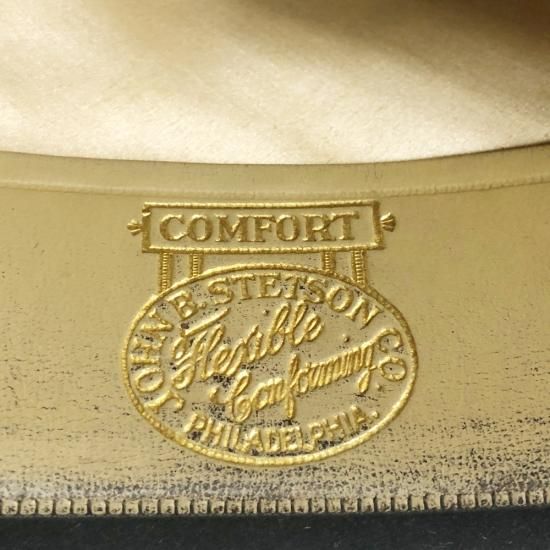 COMFORT
JOHN B. STETSON CO.
Flexible
Conforming
PHILADELPHIA.